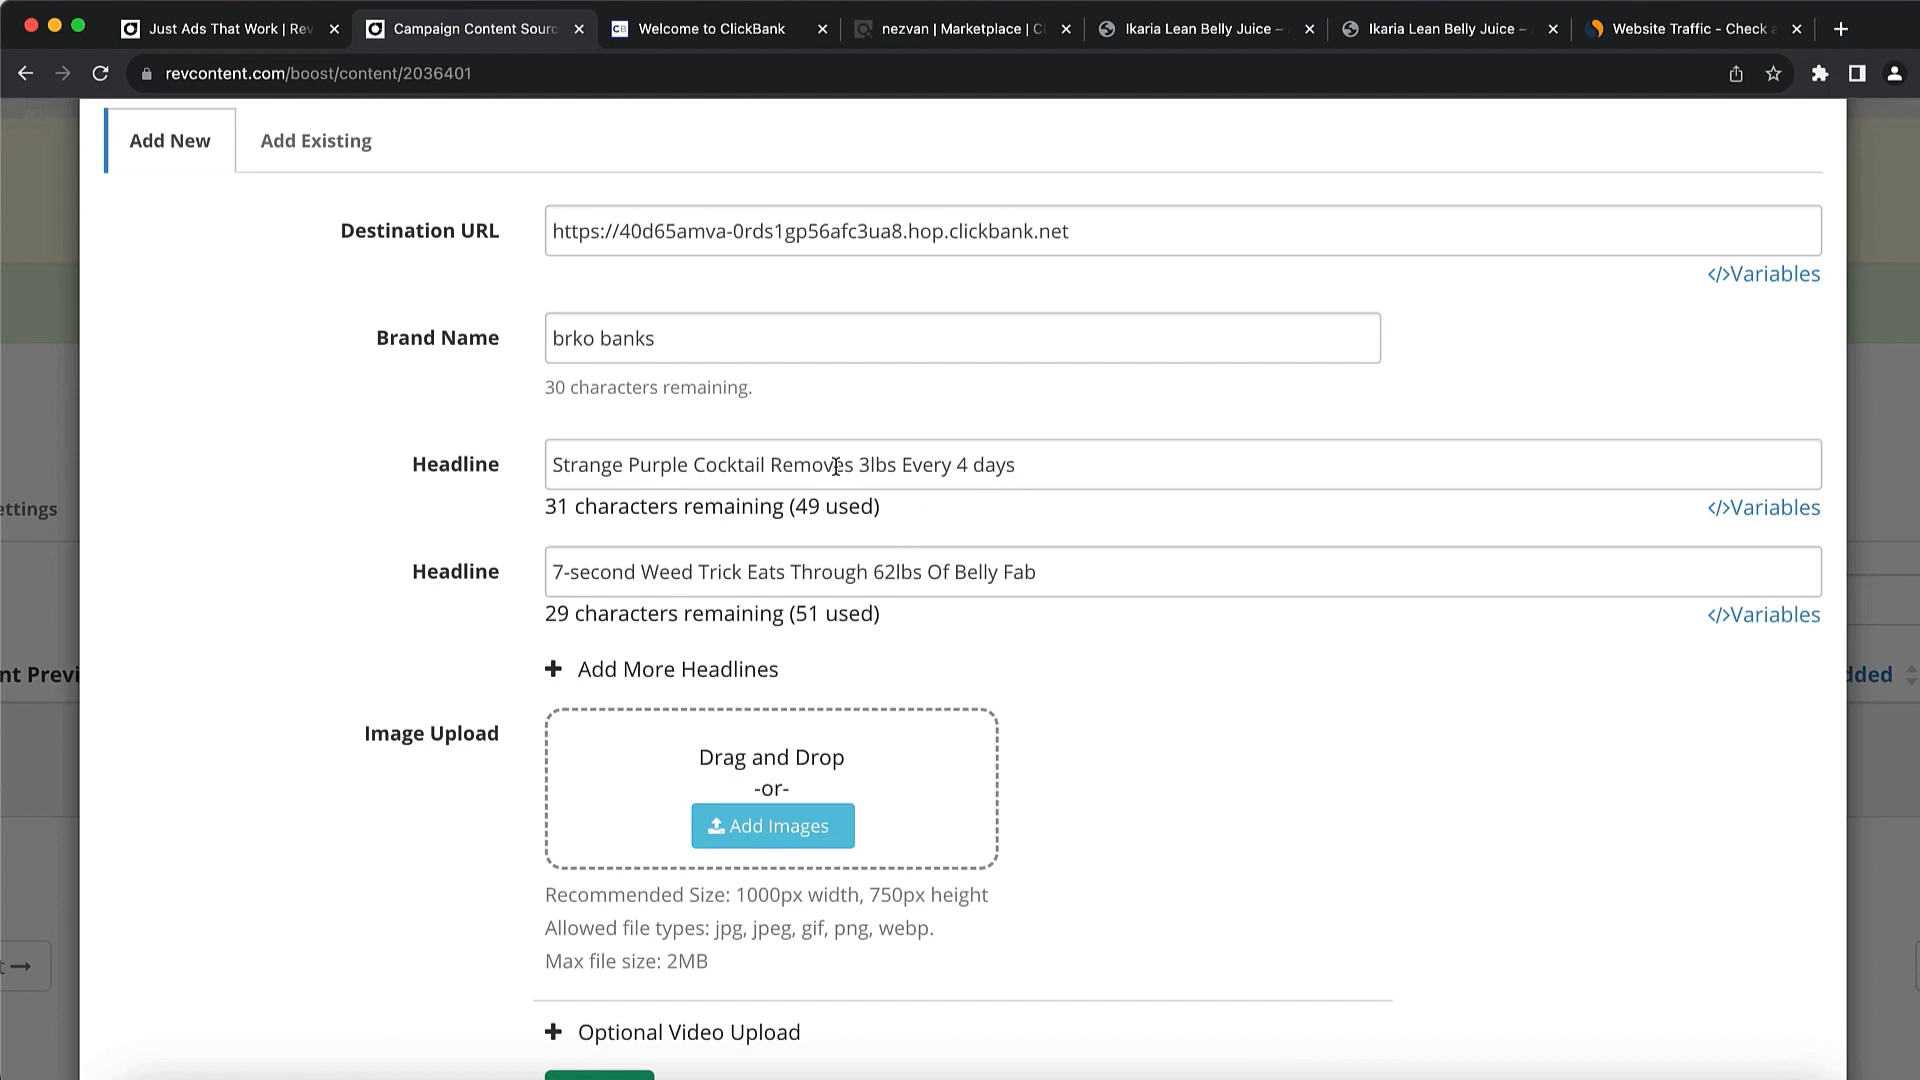 Just Ads That Work | Rev
Campaign Content Sourc
Welcome to ClickBank
nezvan | Marketplace | C
Ikaria Lean Belly Juice –
Ikaria Lean Belly Juice –
Website Traffic - Check
revcontent.com/boost/content/2036401
Add New
Add Existing
Destination URL
https://40d65amva-0rds1gp56afc3ua8.hop.clickbank.net
</>Variables
Brand Name
brko banks
30 characters remaining.
Headline
Strange Purple Cocktail Removes 3lbs Every 4 days
31 characters remaining (49 used)
</>Variables
ettings
Headline
7-second Weed Trick Eats Through 62lbs Of Belly Fab
29 characters remaining (51 used)
</>Variables
+ Add More Headlines
nt Previ
dded
Image Upload
Drag and Drop
-or-
Add Images
Recommended Size: 1000px width, 750px height
Allowed file types: jpg, jpeg, gif, png, webp.
Max file size: 2MB
+ Optional Video Upload